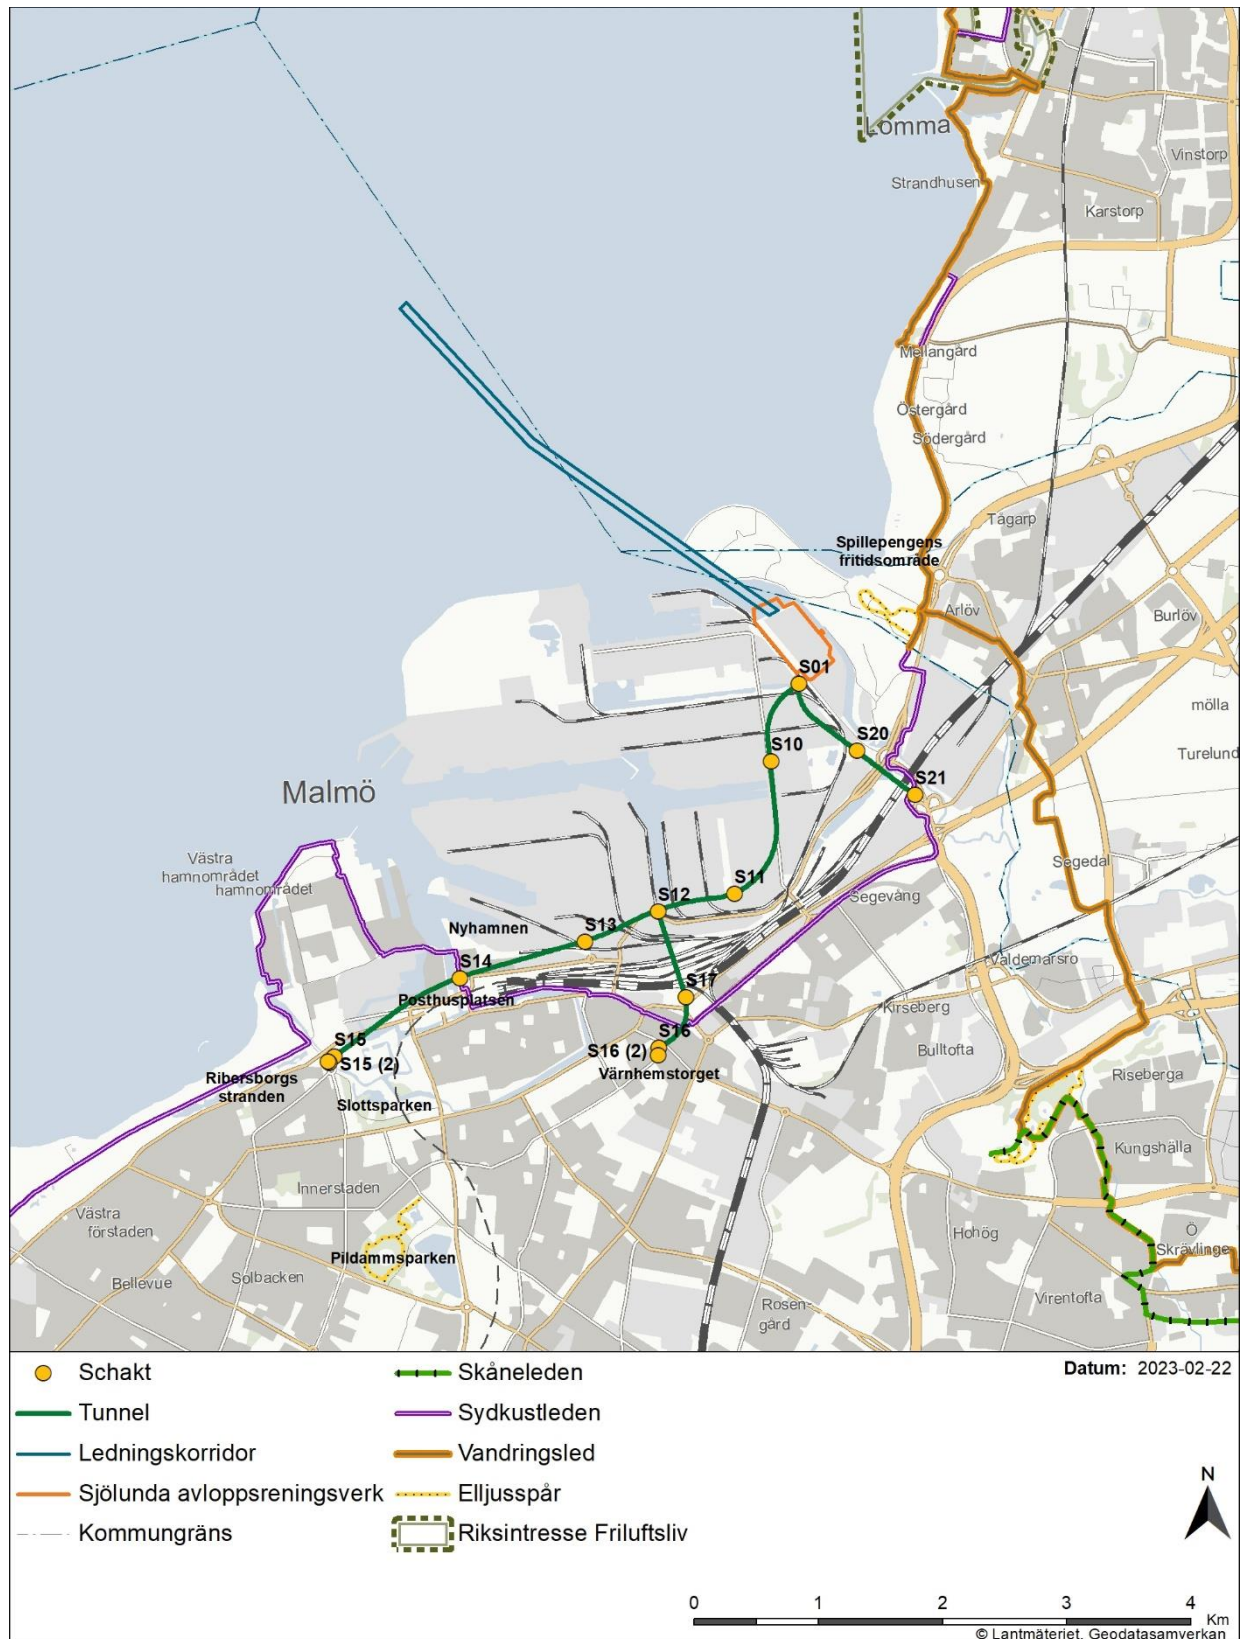 Lomma
Vinstorp
Strandhusen
Karstorp
Mellangård
Östergård
Södergård
Tågarp
Spillepengens
fritidsområde
Arlöv
Burlöv
S01
mölla
S10
S20
Turelund
S21
Malmö
Västra
hamnområdet
hamnområdet
Segedal
S11
Segevång
S12
Nyhamnen
S13
S14
Valdemarsro
Posthusplatsen
S17
Kirseberg
S16
S15
S16 (2)
Bulltofta
S15 (2)
Värnhemstorget
Riseberga
Ribersborgs
stranden
Slottsparken
Kungshälla
Innerstaden
Västra
förstaden
Hohög
Ö
Skrävlinge
Pildammsparken
Bellevue
Solbacken
Virentofta
Rosen-
gård
Schakt
Tunnel
Ledningskorridor
Sjölunda avloppsreningsverk
Kommungräns
Skåneleden
Sydkustleden
Vandringsled
Elljusspår
Riksintresse Friluftsliv
Datum: 2023-02-22
N
0 1 2 3 4
Km
© Lantmäteriet, Geodatasamverkan